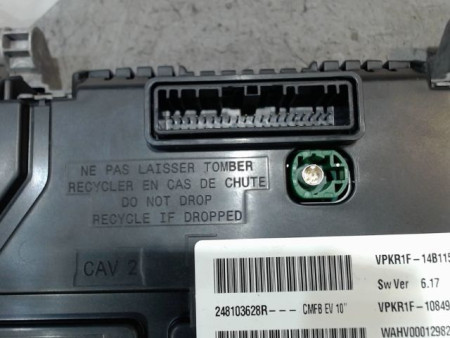 NE PAS LAISSER TOMBER
RECYCLER EN CAS DE CHUTE
DO NOT DROP
RECYCLE IF DROPPED
CAV 2
VPKR1F-14B115
Sw Ver 6.17
248103628R--- CMFB EV 10"
VPKR1F-10849
WAHV00012982